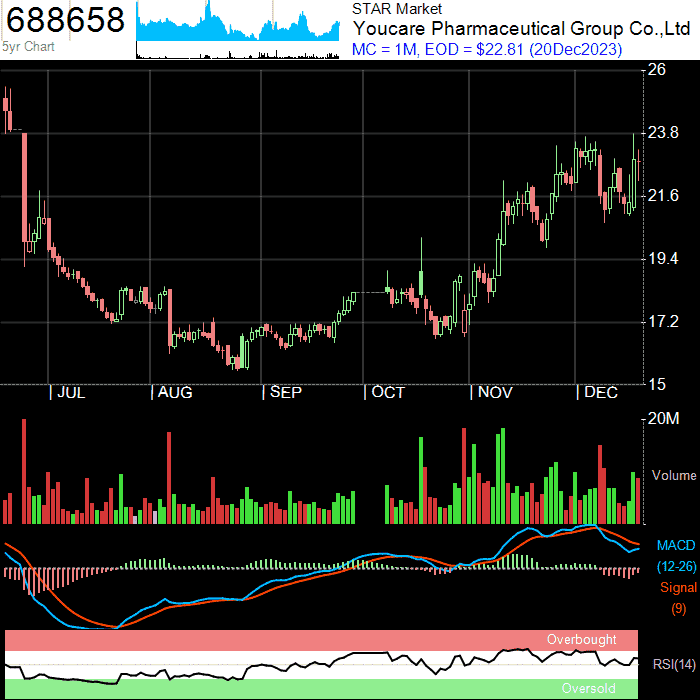 688658
5yr Chart
STAR Market
Youcare Pharmaceutical Group Co.,Ltd
MC = 1M, EOD = $22.81 (20Dec2023)
26
23.8
21.6
19.4
17.2
15
| JUL | AUG | SEP | OCT | NOV | DEC
20M
Volume
MACD
(12-26)
Signal
(9)
Overbought
RSI(14)
Oversold